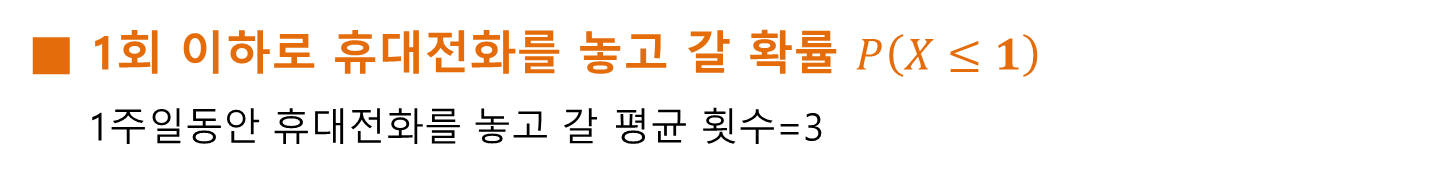 ■ 1회 이하로 휴대전화를 놓고 갈 확률 P(X ≤ 1)
1주일동안 휴대전화를 놓고 갈 평균 횟수=3